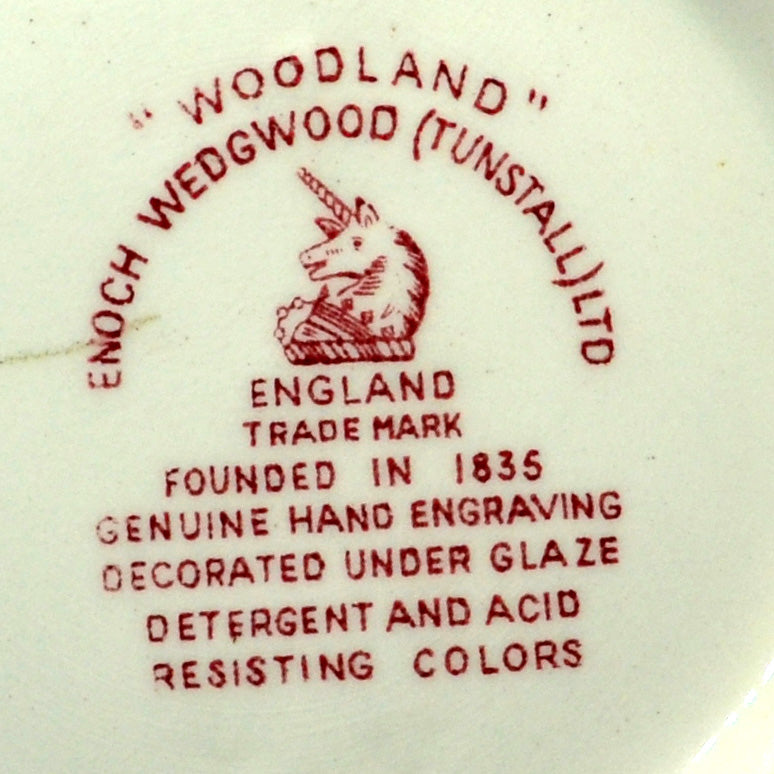 "WOODLAND"
ENOCH WEDGWOOD (TUNSTALL) LTD
ENGLAND
TRADE MARK
FOUNDED IN 1835
GENUINE HAND ENGRAVING
DECORATED UNDER GLAZE
DETERGENT AND ACID
RESISTING COLORS